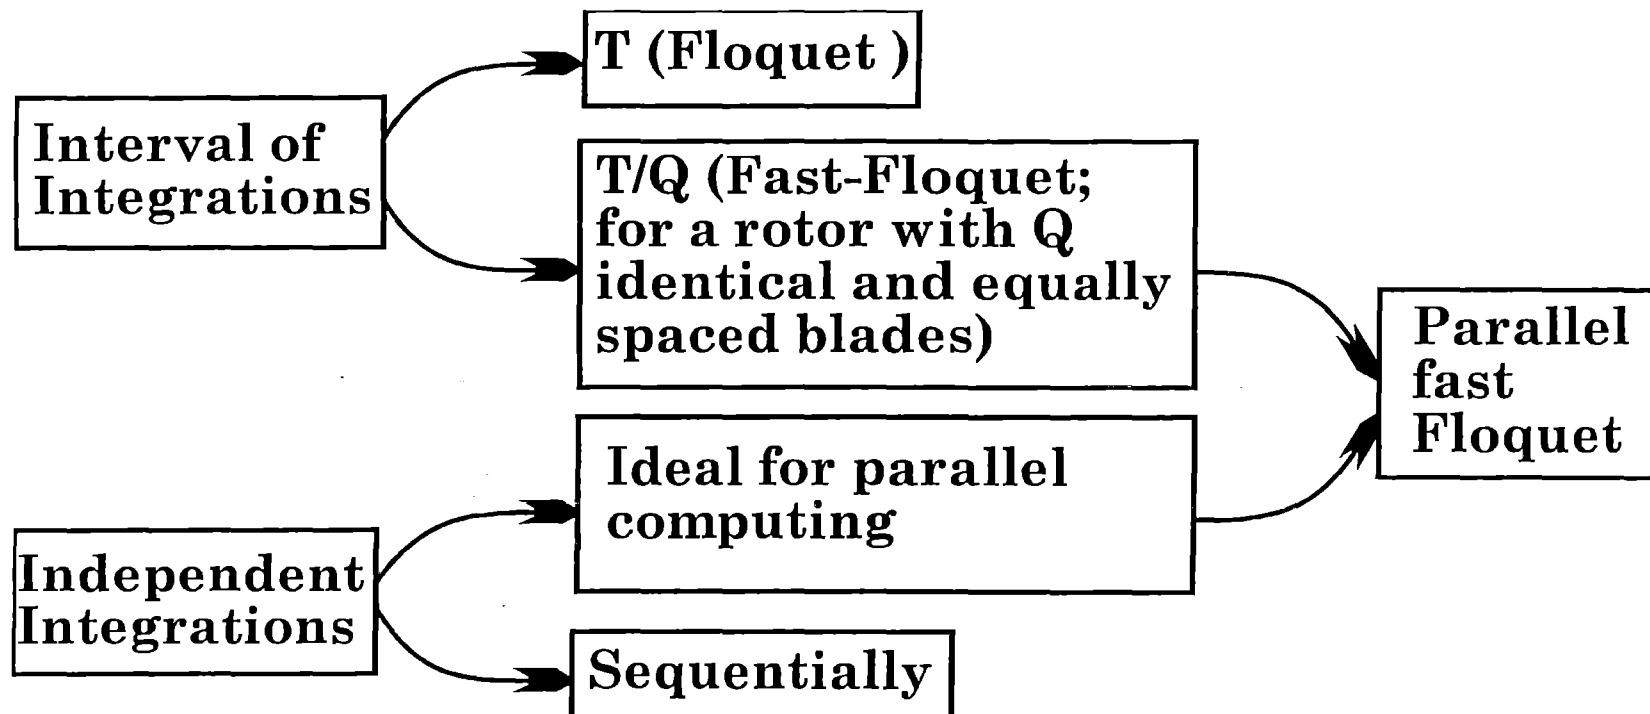 T (Floquet )
Interval of
Integrations
T/Q (Fast-Floquet;
for a rotor with Q
identical and equally
spaced blades)
Parallel
fast
Floquet
Ideal for parallel
computing
Independent
Integrations
Sequentially